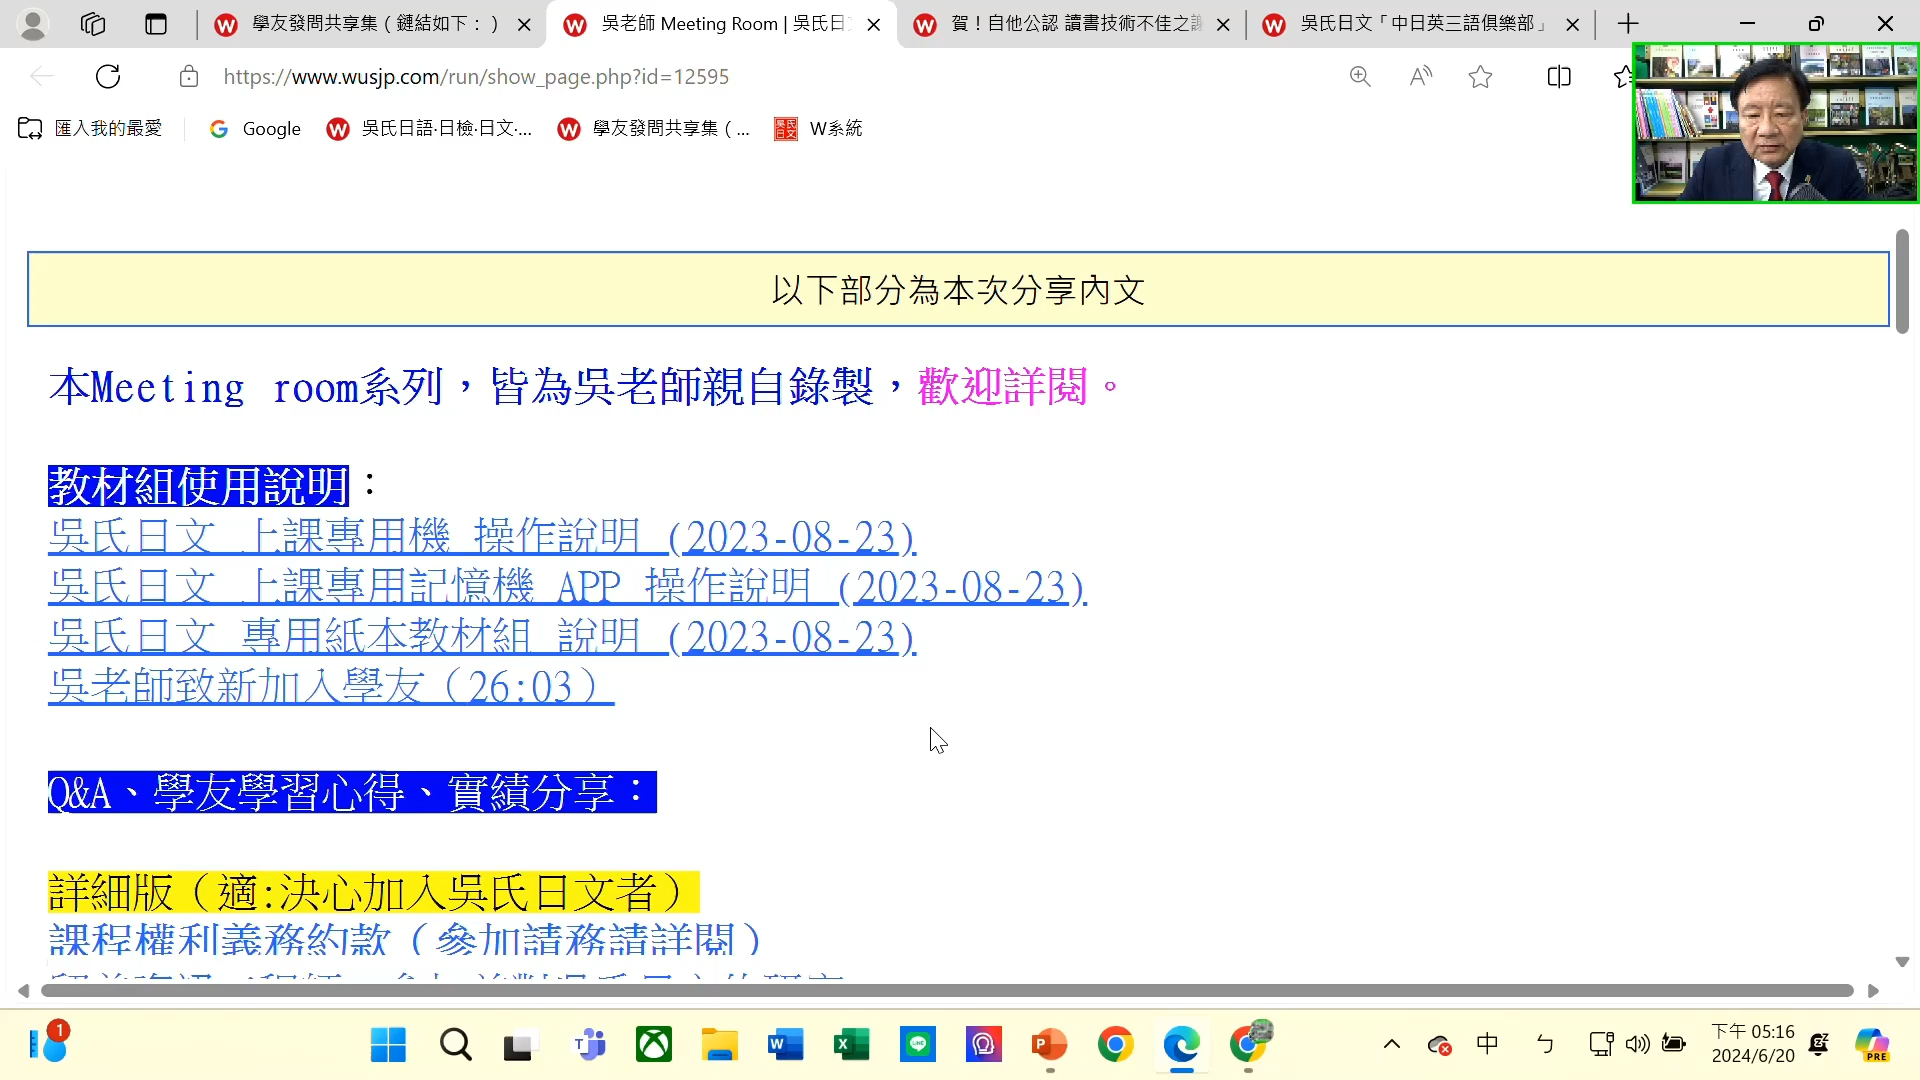 學友發問共享集（鏈結如下：）
吳老師 Meeting Room | 吳氏日
賀！自他公認 讀書技術不佳之
吳氏日文「中日英三語俱樂部」
https://www.wusjp.com/run/show_page.php?id=12595
匯入我的最愛
Google
吳氏日語·日檢·日文·...
學友發問共享集（...
吳氏日文
W系統
以下部分為本次分享內文
本Meeting room系列，皆為吳老師親自錄製，歡迎詳閱。
教材組使用說明：
吳氏日文 上課專用機 操作說明 (2023-08-23)
吳氏日文 上課專用記憶機 APP 操作說明 (2023-08-23)
吳氏日文 專用紙本教材組 說明 (2023-08-23)
吳老師致新加入學友（26:03）
Q&A、學友學習心得、實績分享：
詳細版（適:決心加入吳氏日文者）
課程權利義務約款（參加請務請詳閱）
1
中
ㄅ
下午 05:16
2024/6/20
PRE